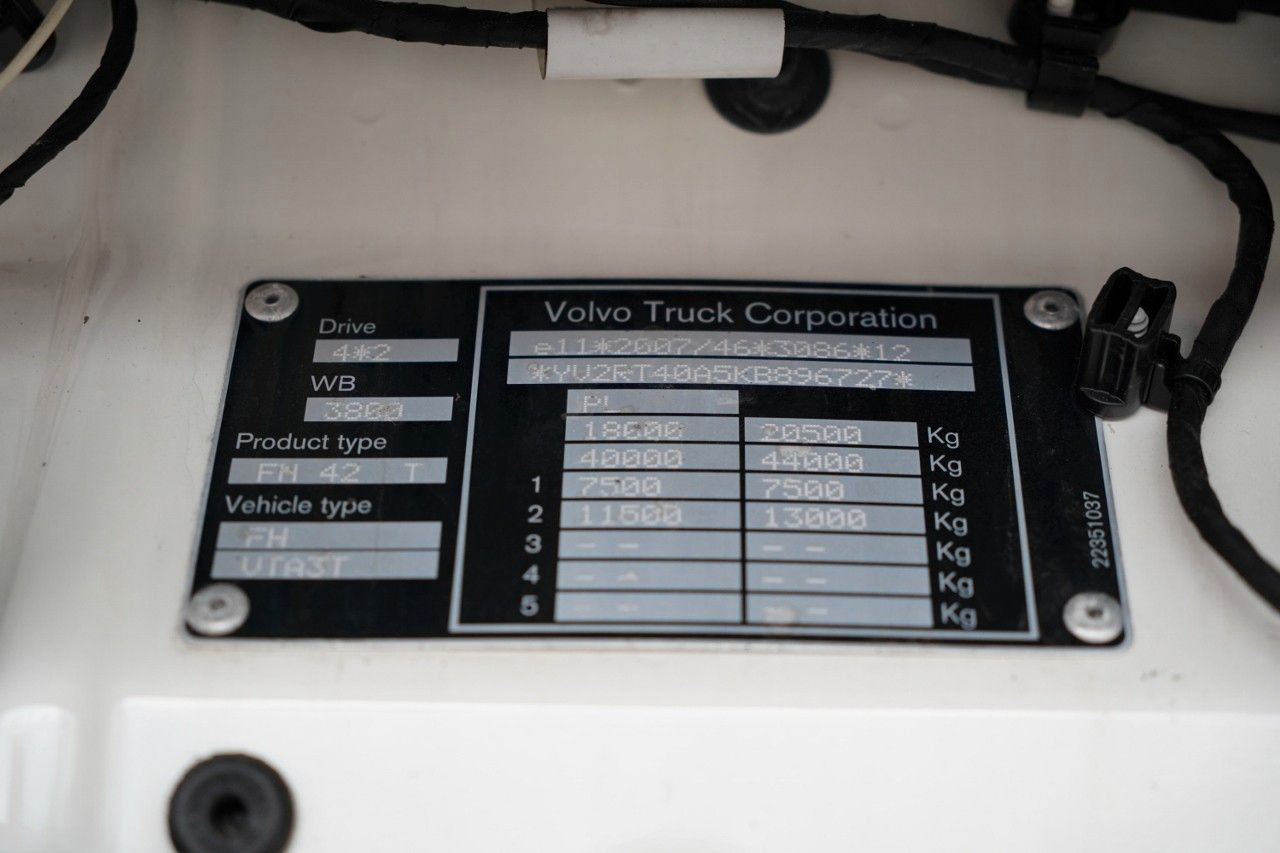 Volvo Truck Corporation
Drive
4*2
WB
3800
Product type
FH 42 T
Vehicle type
FH
VTA3T
e11*2007/46*3086*12
*YV2RT40A5KB896727*
PL
18000 20500 Kg
40000 44000 Kg
1 7500 7500 Kg
2 11500 13000 Kg
3 - - - - Kg
4 - - - - Kg
5 - - - - Kg
22351037